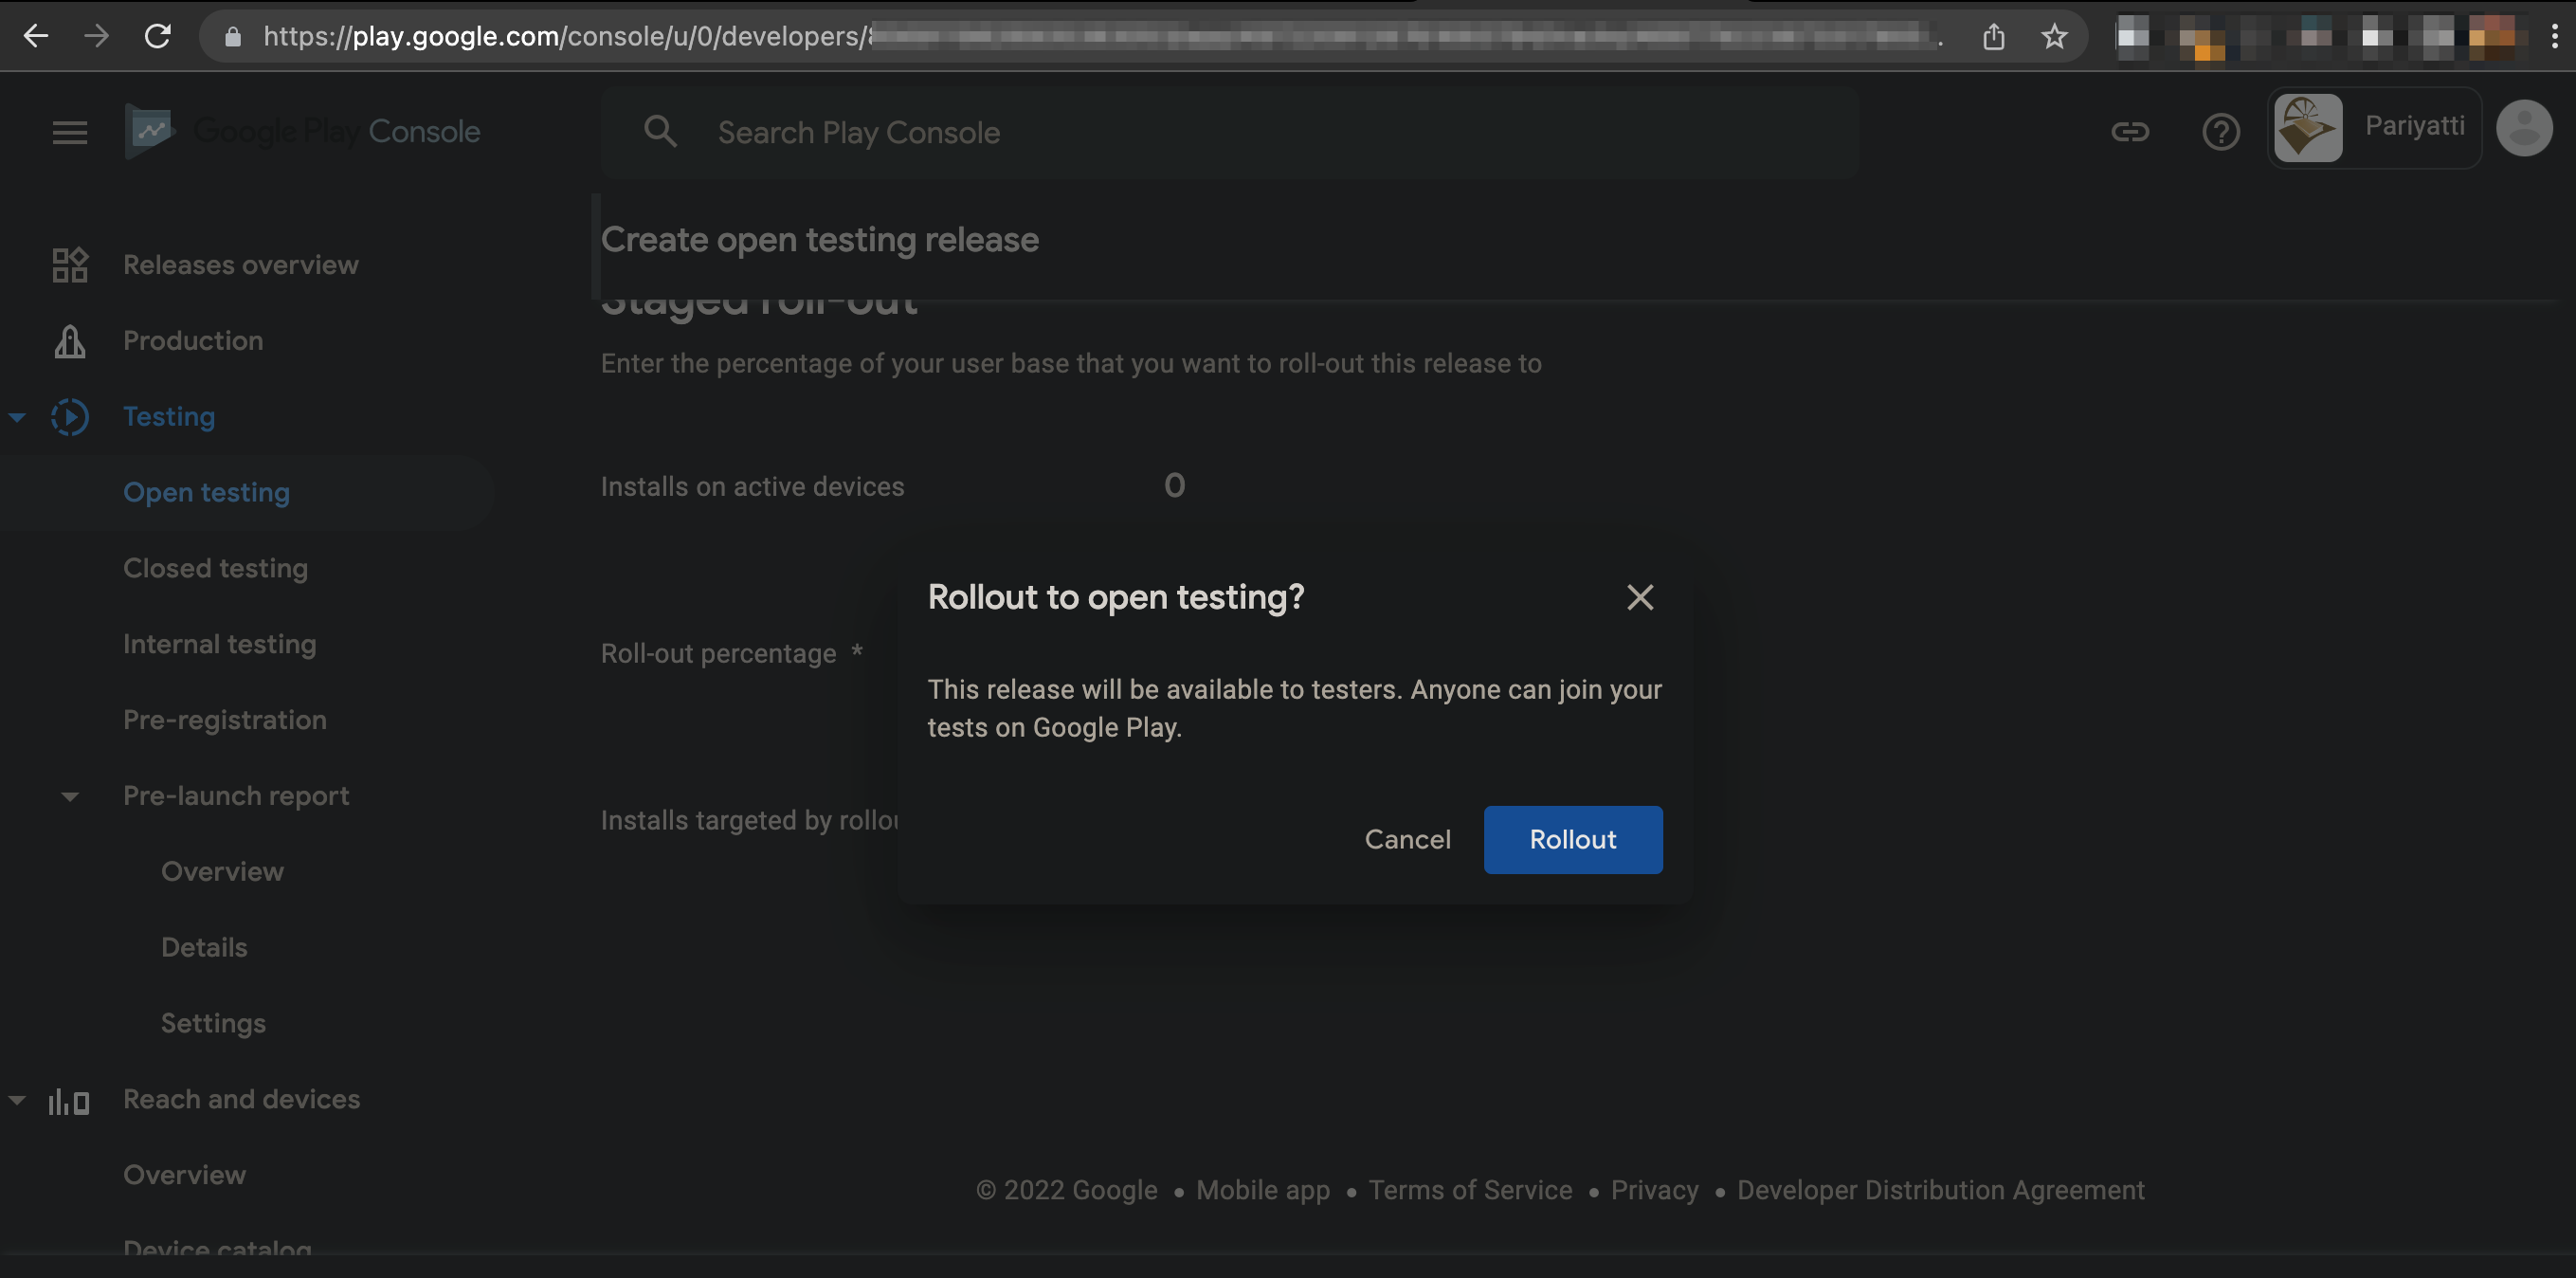 https://play.google.com/console/u/0/developers/
Google Play Console
Search Play Console
Pariyatti
Create open testing release
Releases overview
Production
Testing
Open testing
Closed testing
Internal testing
Pre-registration
Pre-launch report
Overview
Details
Settings
Reach and devices
Overview
Device catalog
Staged roll-out
Enter the percentage of your user base that you want to roll-out this release to
Installs on active devices 0
Roll-out percentage *
Installs targeted by rollou
Rollout to open testing?
This release will be available to testers. Anyone can join your
tests on Google Play.
Cancel
Rollout
© 2022 Google • Mobile app • Terms of Service • Privacy • Developer Distribution Agreement